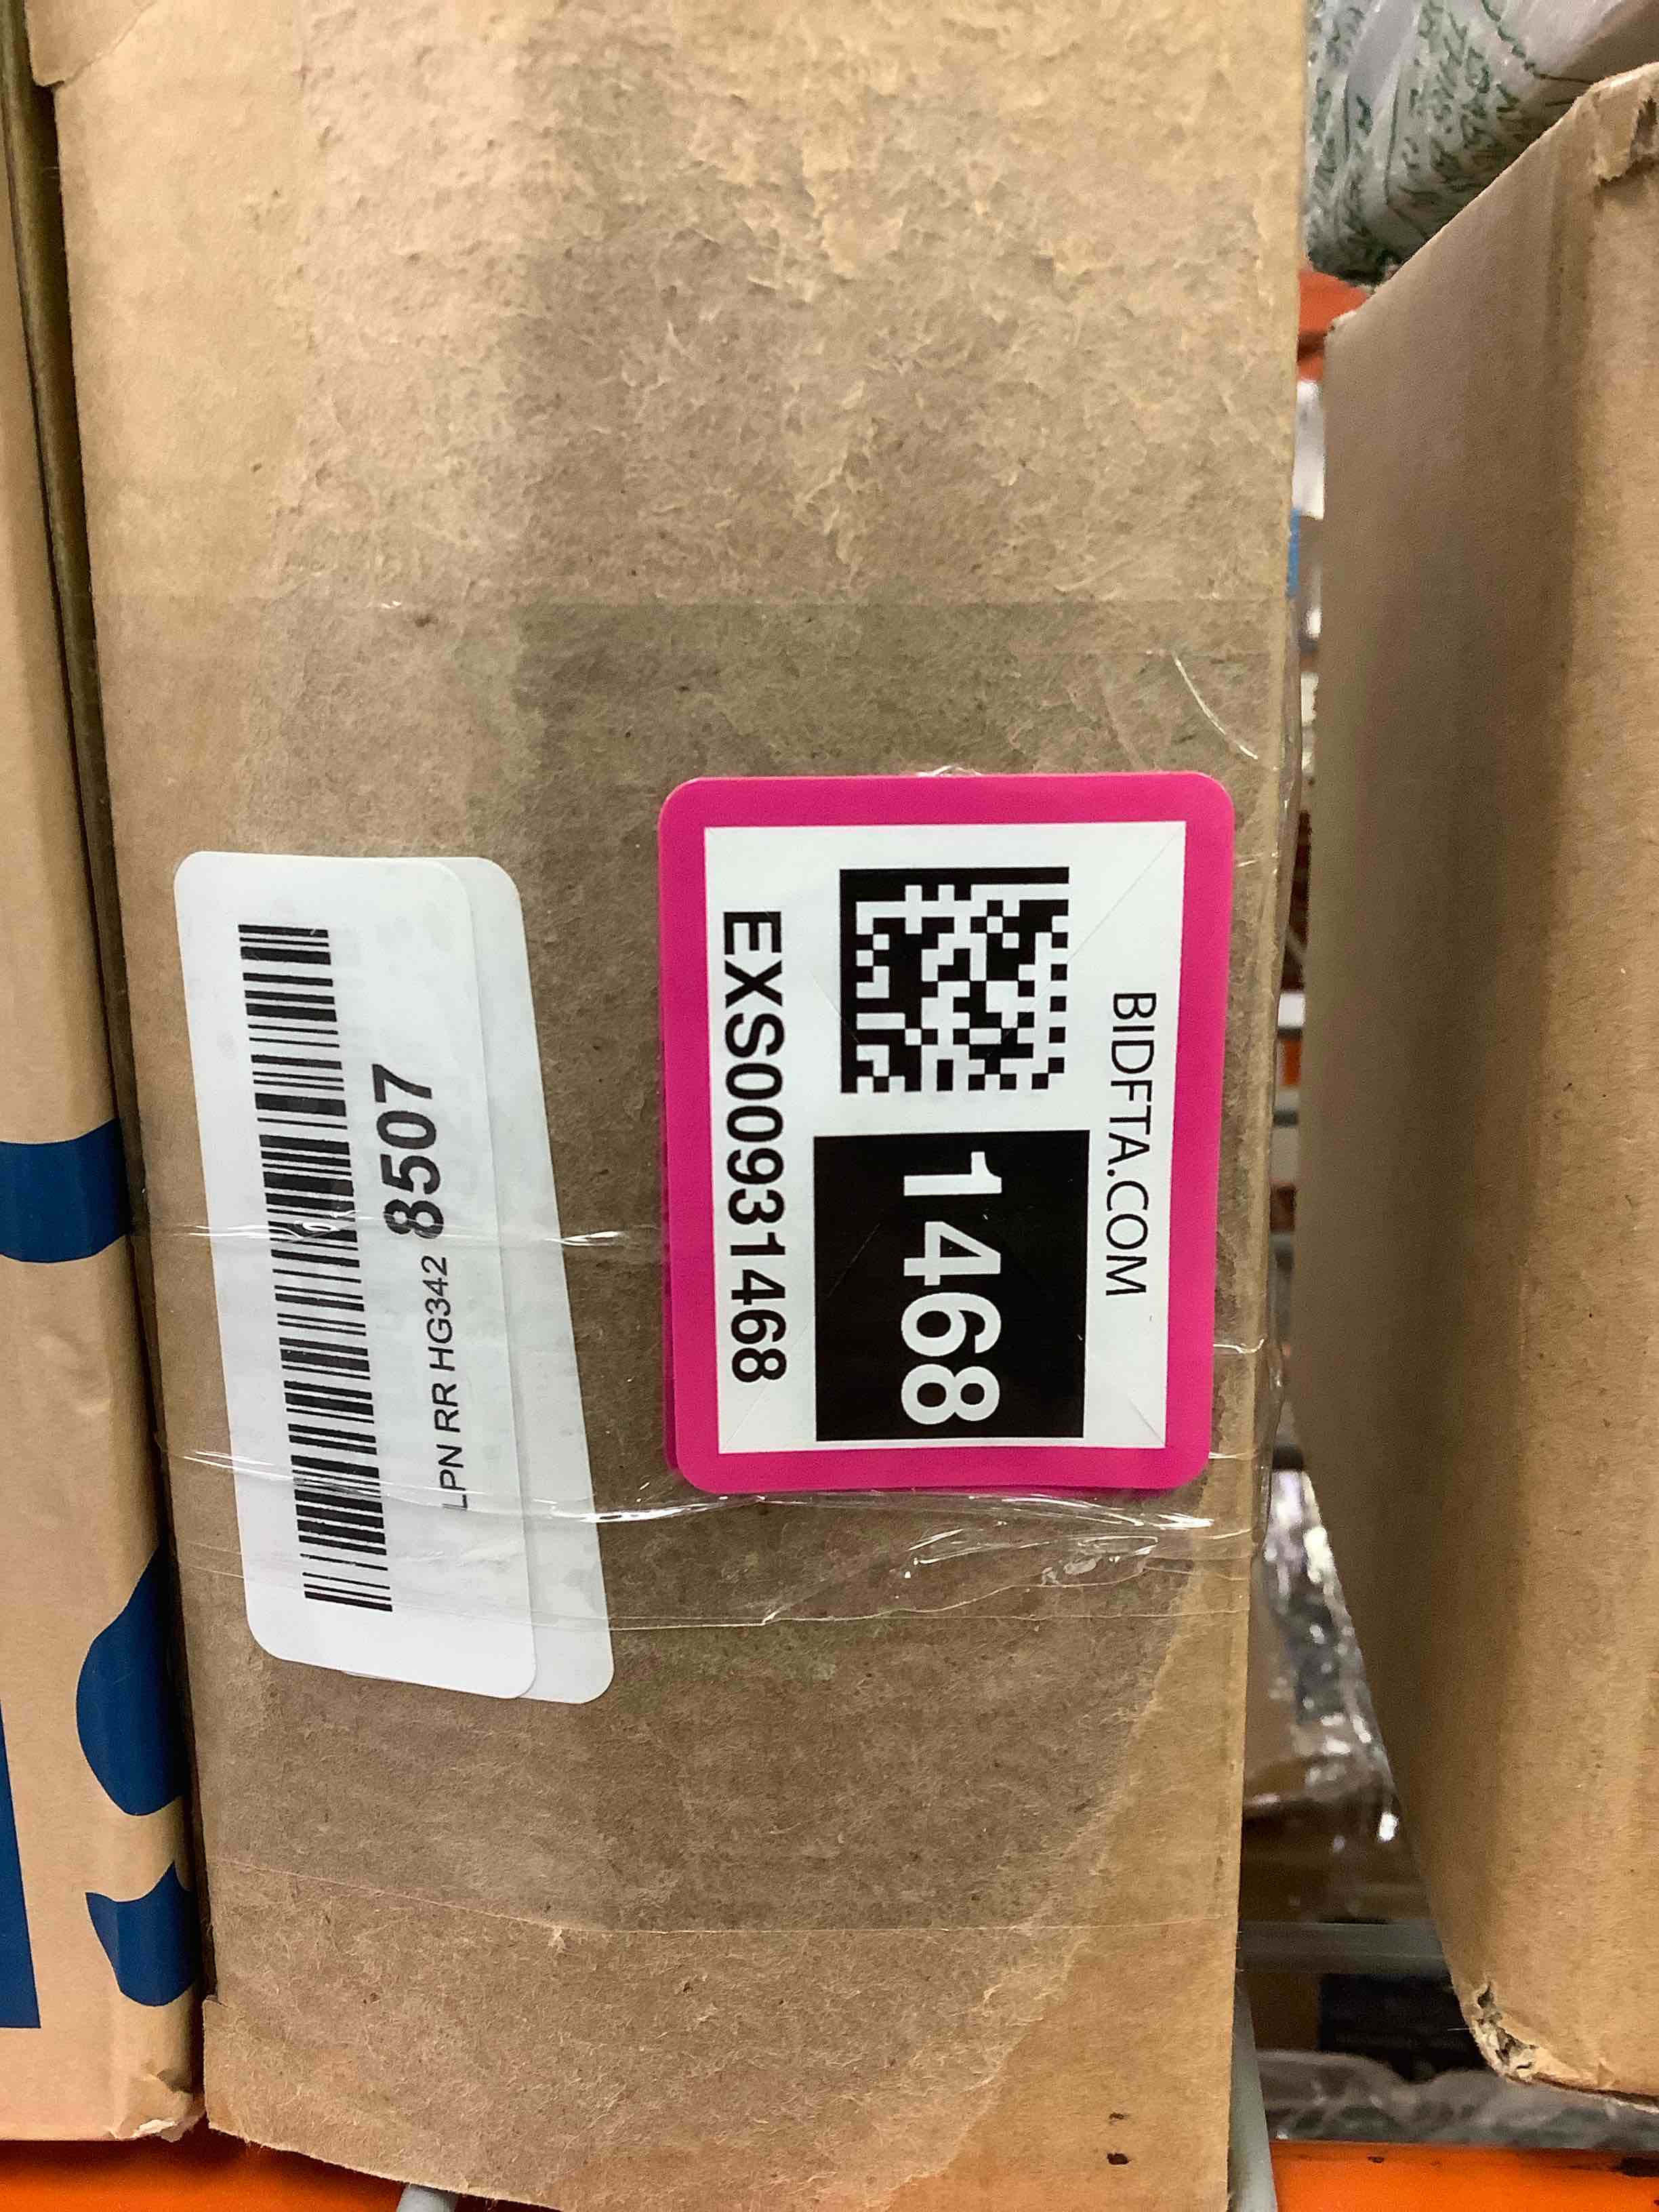 BIDFTA.COM
1468
EXS00931468
LPN RR HG342 8507